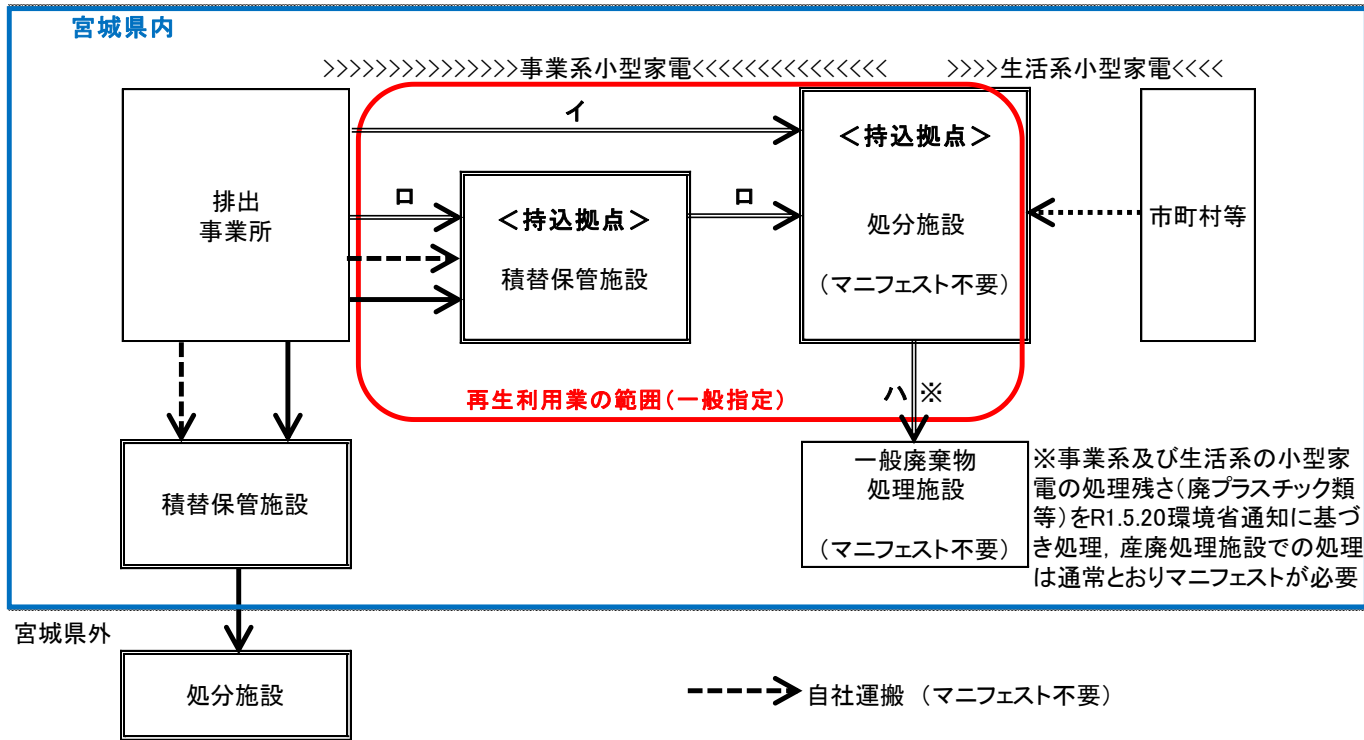 宮城県内
>>>>>>>>>>>>>>>事業系小型家電<<<<<<<<<<<<<<<
>>>>生活系小型家電<<<<
イ
排出
事業所
ロ
<持込拠点>
積替保管施設
ロ
<持込拠点>
処分施設
(マニフェスト不要)
市町村等
再生利用業の範囲(一般指定)
ハ ※
積替保管施設
一般廃棄物
処理施設
(マニフェスト不要)
※事業系及び生活系の小型家
電の処理残さ(廃プラスチック類
等)をR1.5.20環境省通知に基づ
き処理，産廃処理施設での処理
は通常とおりマニフェストが必要
宮城県外
処分施設
自社運搬 (マニフェスト不要)